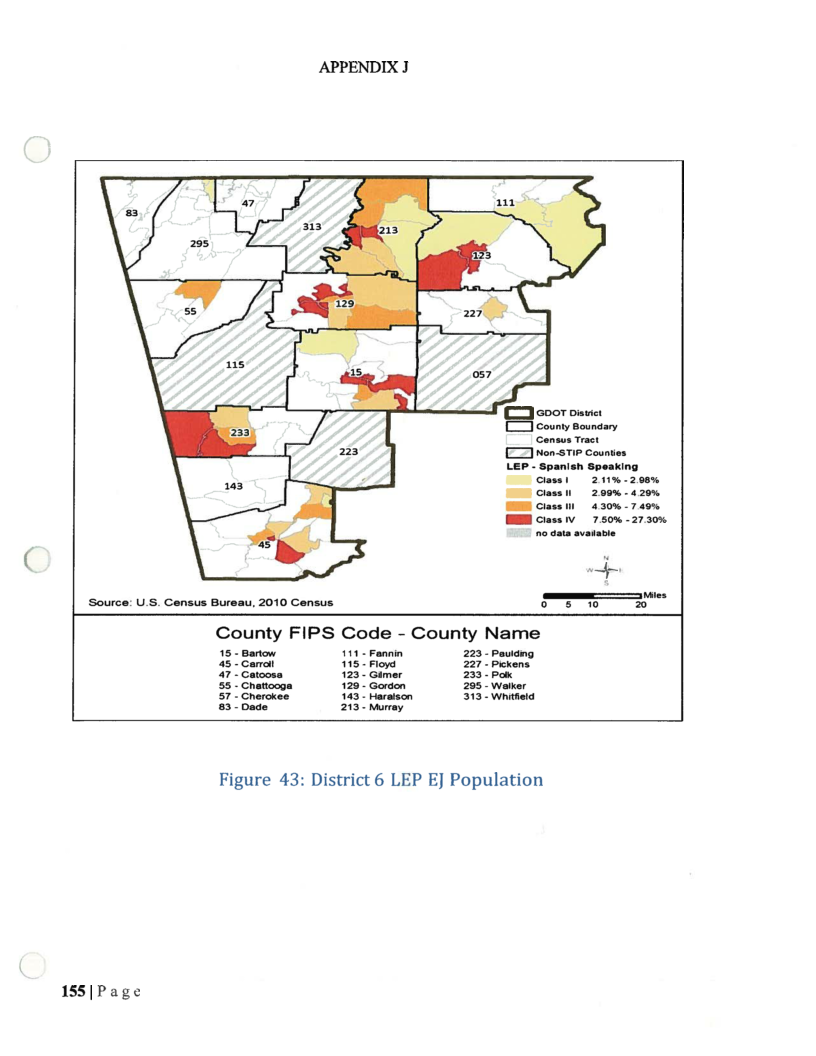 APPENDIX J
83
47
313
213
111
295
123
55
129
227
115
15
057
233
223
143
45
GDOT District
County Boundary
Census Tract
Non-STIP Counties
LEP - Spanish Speaking
Class I 2.11% - 2.98%
Class II 2.99% - 4.29%
Class III 4.30% - 7.49%
Class IV 7.50% - 27.30%
no data available
N
W E
S
Miles
0 5 10 20
Source: U.S. Census Bureau, 2010 Census
County FIPS Code - County Name
15 - Bartow 111 - Fannin 223 - Paulding
45 - Carroll 115 - Floyd 227 - Pickens
47 - Catoosa 123 - Gilmer 233 - Polk
55 - Chattooga 129 - Gordon 295 - Walker
57 - Cherokee 143 - Haralson 313 - Whitfield
83 - Dade 213 - Murray
Figure 43: District 6 LEP EJ Population
155 | P a g e